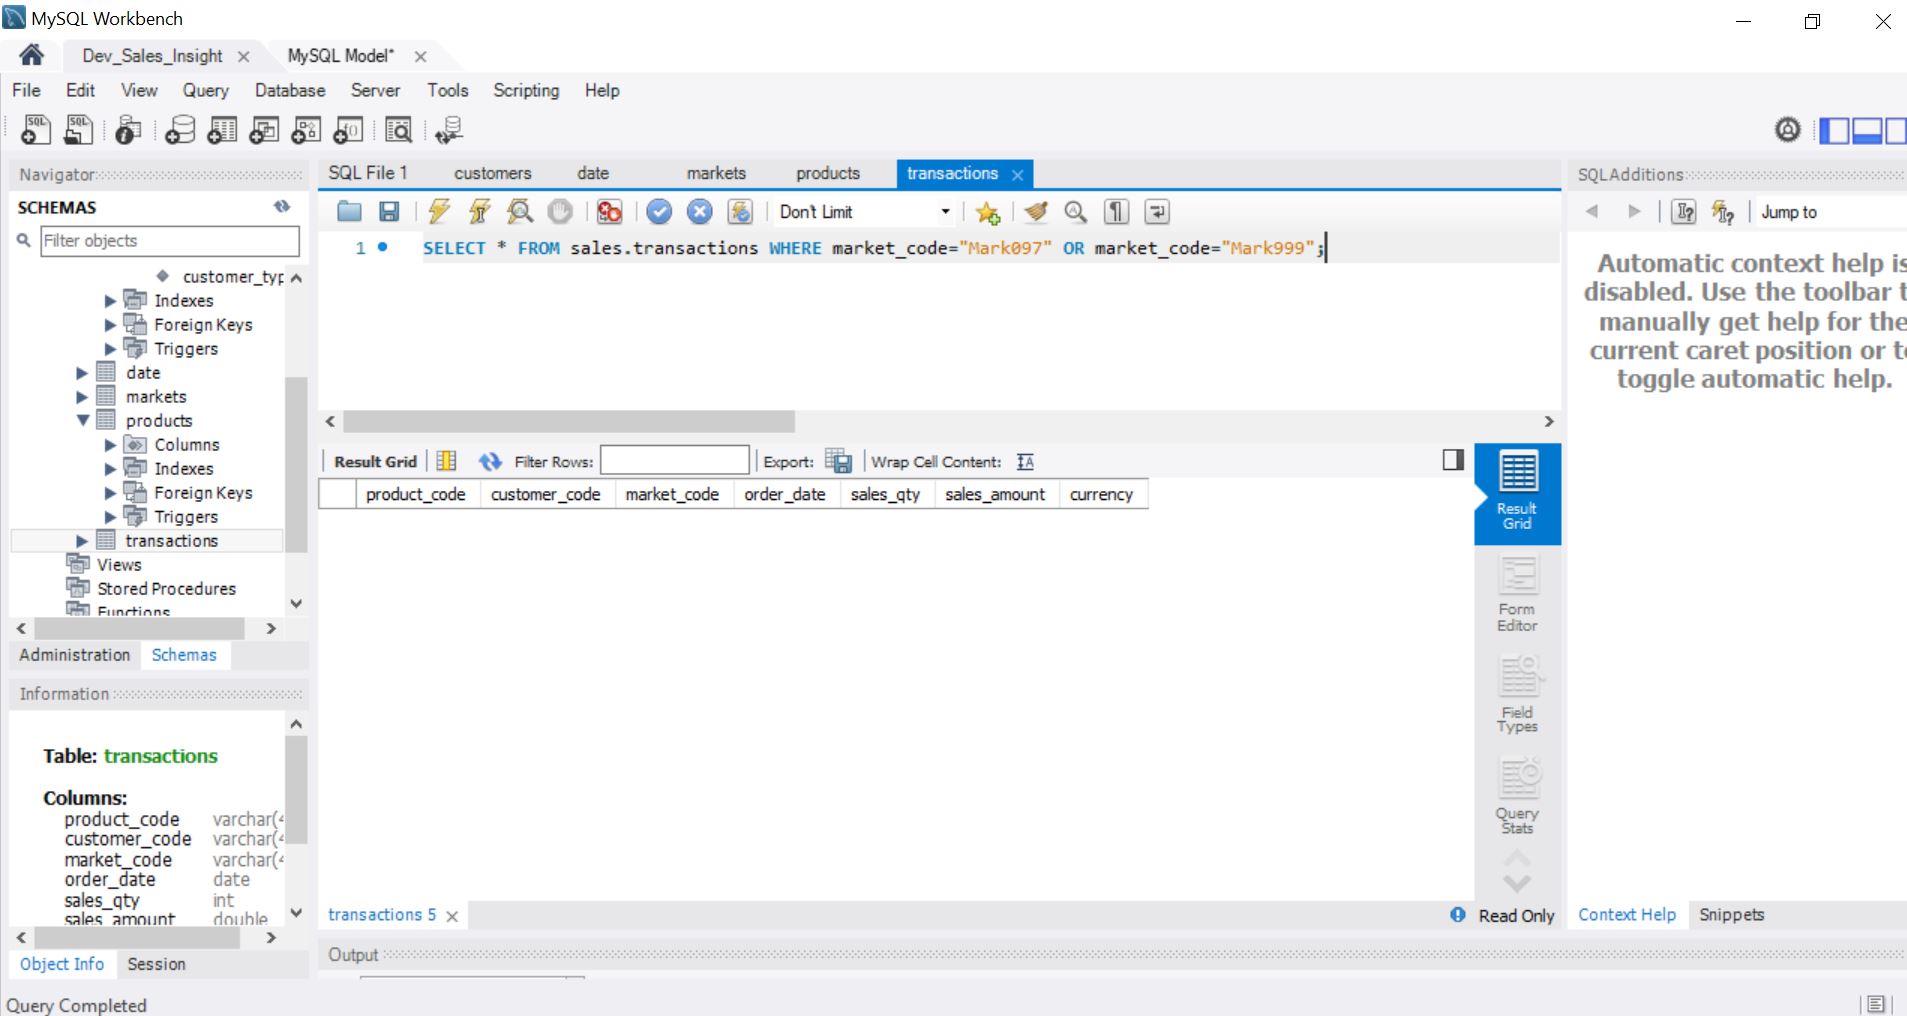 MySQL Workbench
Dev_Sales_Insight
MySQL Model*
File Edit View Query Database Server Tools Scripting Help
Navigator
SCHEMAS
Filter objects
customer_typ
Indexes
Foreign Keys
Triggers
date
markets
products
Columns
Indexes
Foreign Keys
Triggers
transactions
Views
Stored Procedures
Functions
Administration Schemas
Information
Table: transactions
Columns:
product_code varchar(4
customer_code varchar(4
market_code varchar(4
order_date date
sales_qty int
sales_amount double
Object Info Session
SQL File 1 customers date markets products transactions
Don't Limit
1 SELECT * FROM sales.transactions WHERE market_code="Mark097" OR market_code="Mark999";
Result Grid Filter Rows: Export: Wrap Cell Content:
product_code customer_code market_code order_date sales_qty sales_amount currency
Result
Grid
Form
Editor
Field
Types
Query
Stats
transactions 5
Read Only
Output
SQLAdditions
Jump to
Automatic context help is
disabled. Use the toolbar t
manually get help for the
current caret position or to
toggle automatic help.
Context Help Snippets
Query Completed